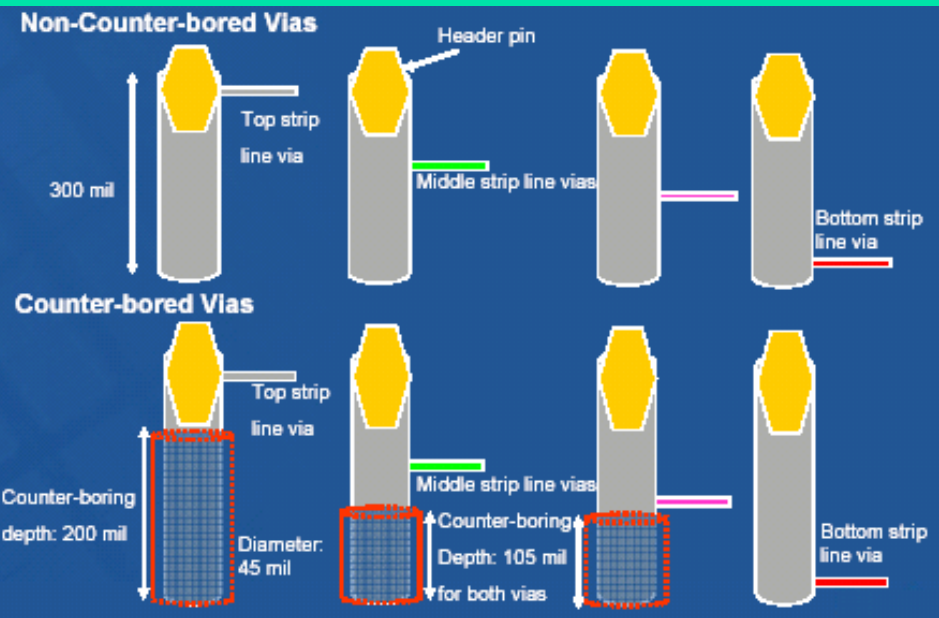 Non-Counter-bored Vias
Header pin
Top strip
line via
300 mil
Middle strip line vias
Bottom strip
line via
Counter-bored Vias
Top strip
line via
Middle strip line vias
Counter-boring
depth: 200 mil
Diameter:
45 mil
Counter-boring
Depth: 105 mil
for both vias
Bottom strip
line via